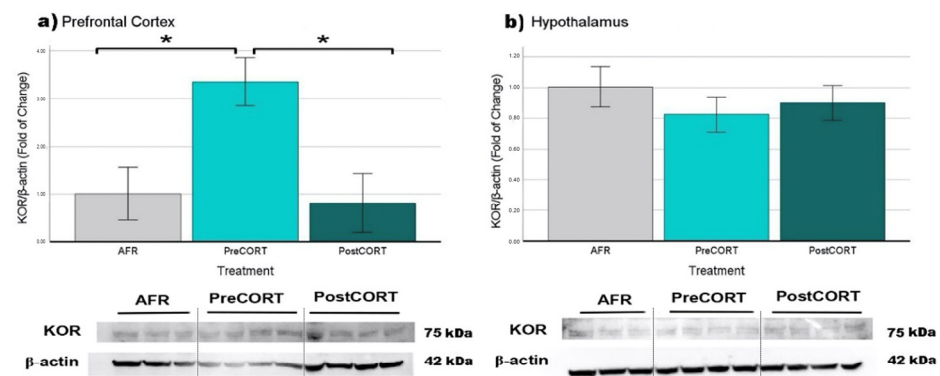 a) Prefrontal Cortex
*
*
KOR/β-actin (Fold of Change)
4.00
3.00
2.00
1.00
0.00
AFR
PreCORT
PostCORT
Treatment
AFR
PreCORT
PostCORT
KOR
75 kDa
β-actin
42 kDa
b) Hypothalamus
KOR/β-actin (Fold of Change)
1.20
1.00
0.80
0.60
0.40
0.20
0.00
AFR
PreCORT
PostCORT
Treatment
AFR
PreCORT
PostCORT
KOR
75 kDa
β-actin
42 kDa